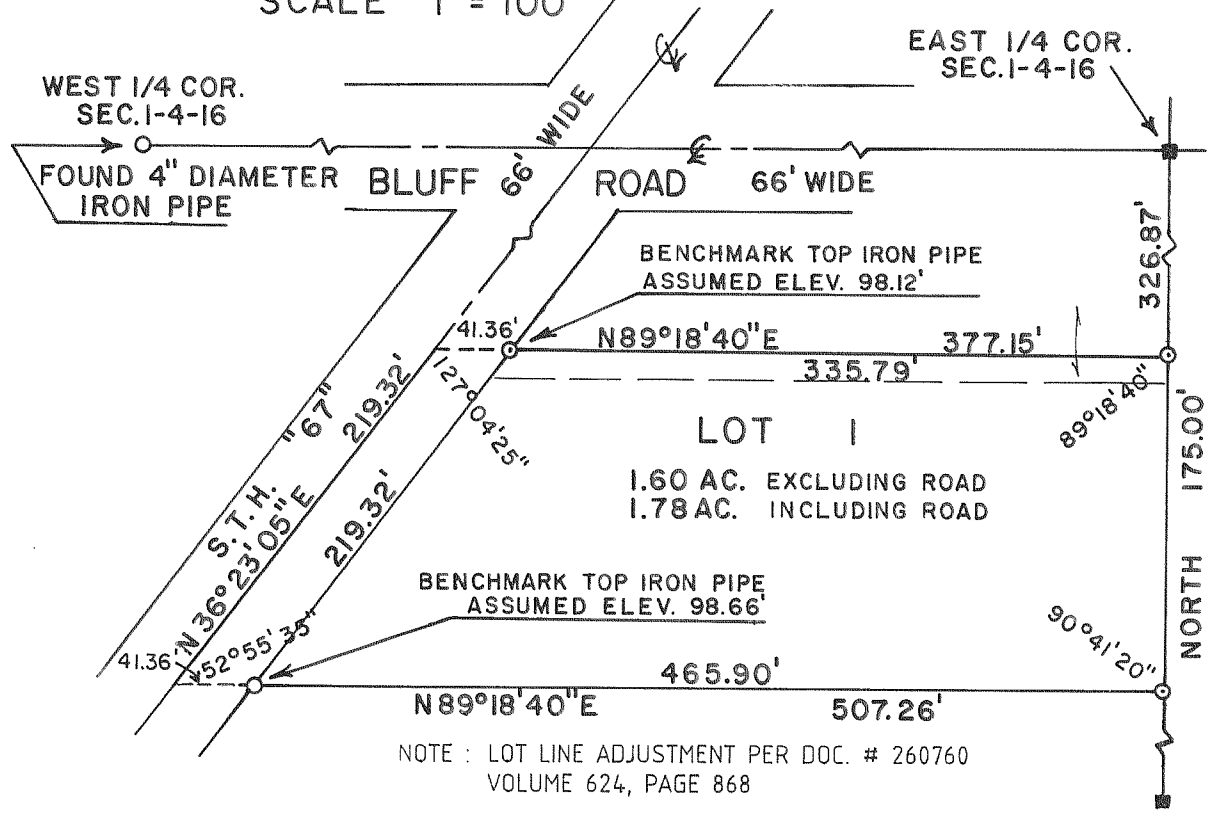 SCALE 1" = 100'
EAST 1/4 COR.
SEC.1-4-16
WEST 1/4 COR.
SEC.1-4-16
FOUND 4" DIAMETER
IRON PIPE
BLUFF ROAD 66' WIDE
66' WIDE
326.87'
BENCHMARK TOP IRON PIPE
ASSUMED ELEV. 98.12'
41.36'
N89°18'40"E 377.15'
335.79'
127°04'25"
89°18'40"
S.T.H. "67"
N36°23'05"E 219.32'
219.32'
LOT 1
1.60 AC. EXCLUDING ROAD
1.78 AC. INCLUDING ROAD
NORTH 175.00'
BENCHMARK TOP IRON PIPE
ASSUMED ELEV. 98.66'
41.36'
52°55'35"
90°41'20"
465.90'
N89°18'40"E 507.26'
NOTE : LOT LINE ADJUSTMENT PER DOC. # 260760
VOLUME 624, PAGE 868